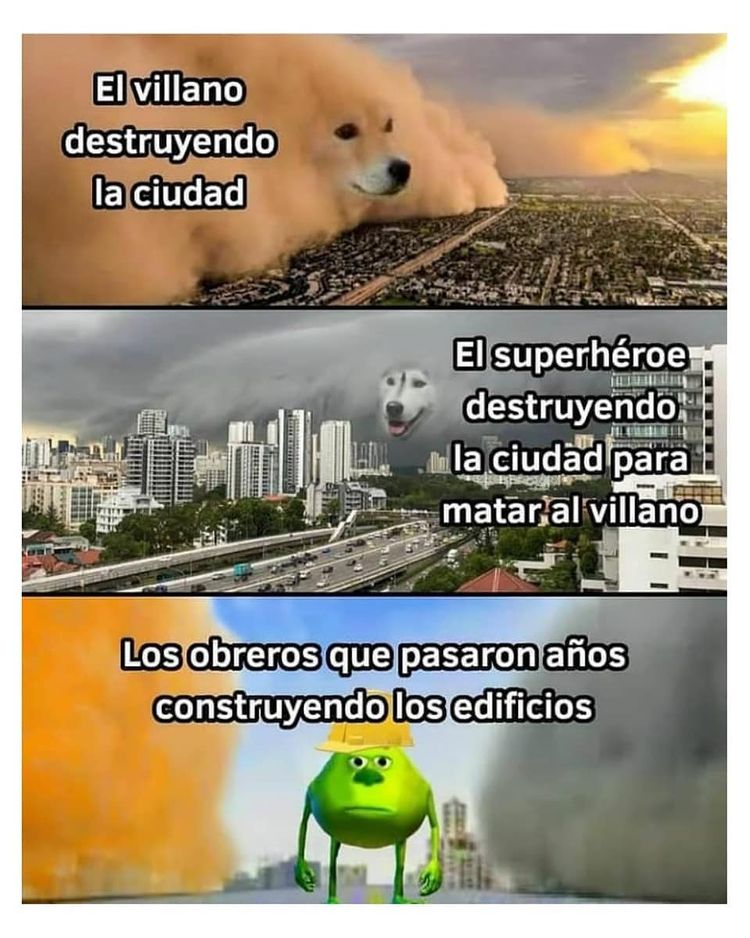 El villano
destruyendo
la ciudad
El superhéroe
destruyendo
la ciudad para
matar al villano
Los obreros que pasaron años
construyendo los edificios